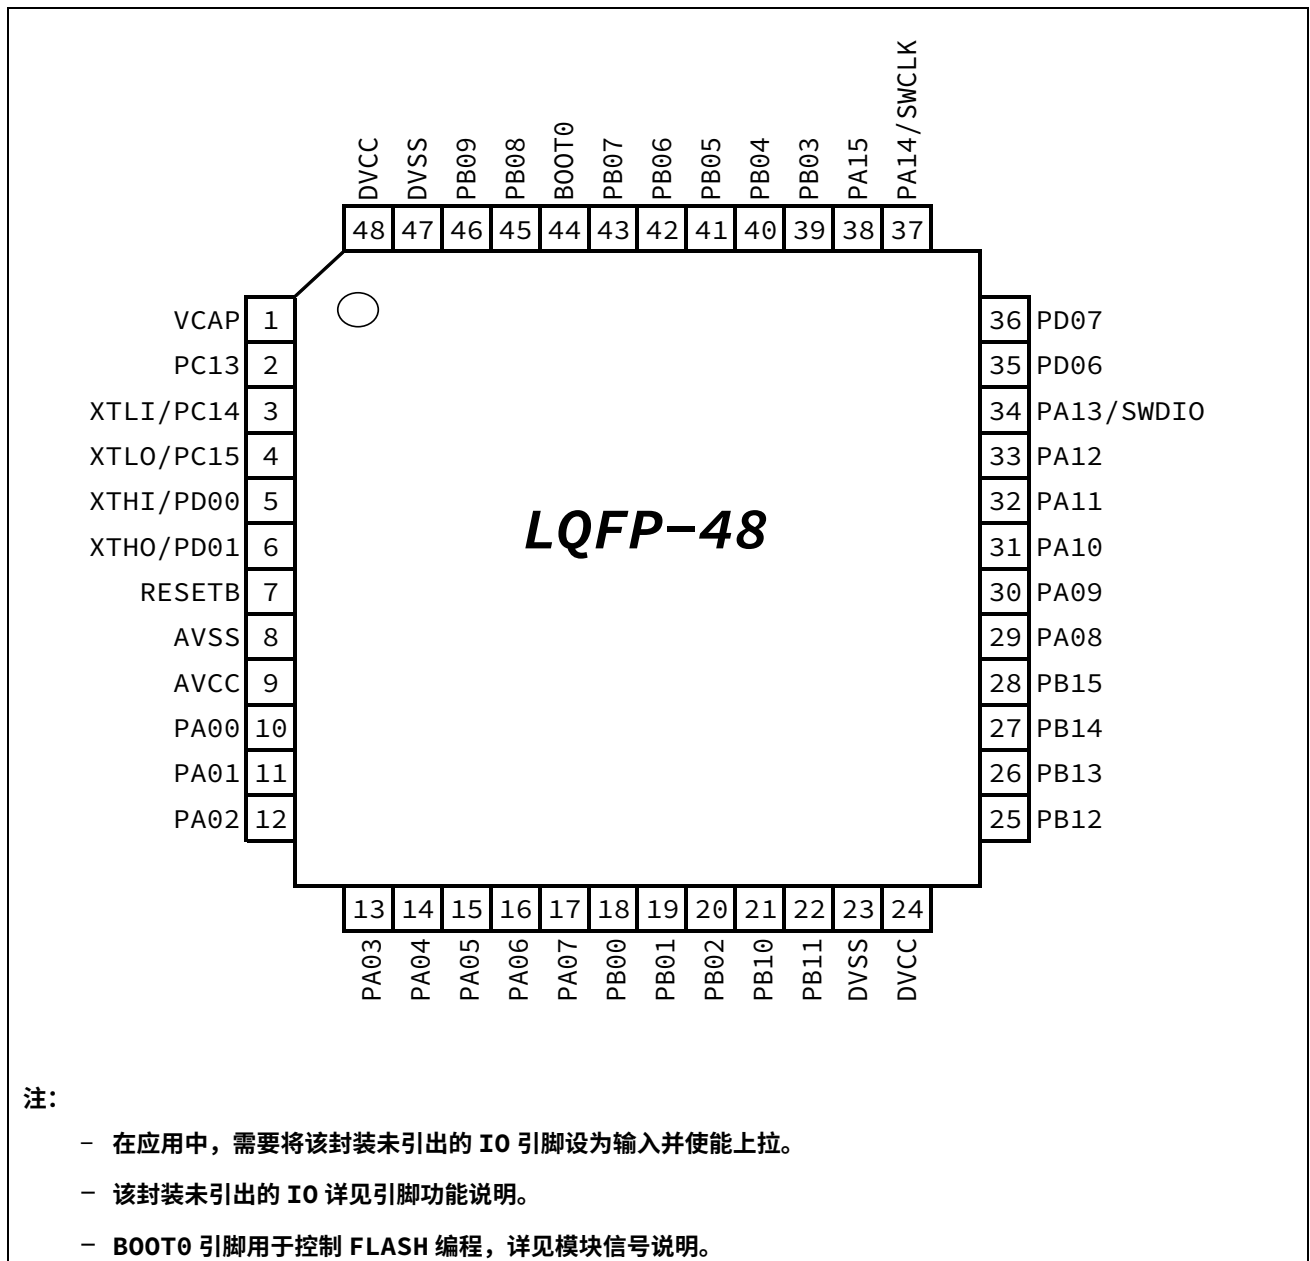 PA14/SWCLK
DVCC DVSS PB09 PB08 BOOT0 PB07 PB06 PB05 PB04 PB03 PA15
48 47 46 45 44 43 42 41 40 39 38 37
VCAP 1 36 PD07
PC13 2 35 PD06
XTLI/PC14 3 34 PA13/SWDIO
XTLO/PC15 4 33 PA12
XTHI/PD00 5 32 PA11
LQFP-48
XTHO/PD01 6 31 PA10
RESETB 7 30 PA09
AVSS 8 29 PA08
AVCC 9 28 PB15
PA00 10 27 PB14
PA01 11 26 PB13
PA02 12 25 PB12
13 14 15 16 17 18 19 20 21 22 23 24
PA03 PA04 PA05 PA06 PA07 PB00 PB01 PB02 PB10 PB11 DVSS DVCC
注：
– 在应用中，需要将该封装未引出的 IO 引脚设为输入并使能上拉。
– 该封装未引出的 IO 详见引脚功能说明。
– BOOT0 引脚用于控制 FLASH 编程，详见模块信号说明。